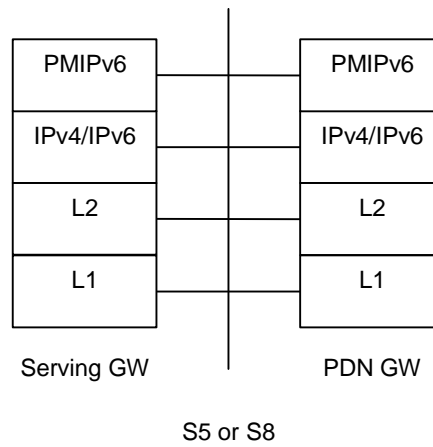 PMIPv6
PMIPv6
IPv4/IPv6
IPv4/IPv6
L2
L2
L1
L1
Serving GW
PDN GW
S5 or S8